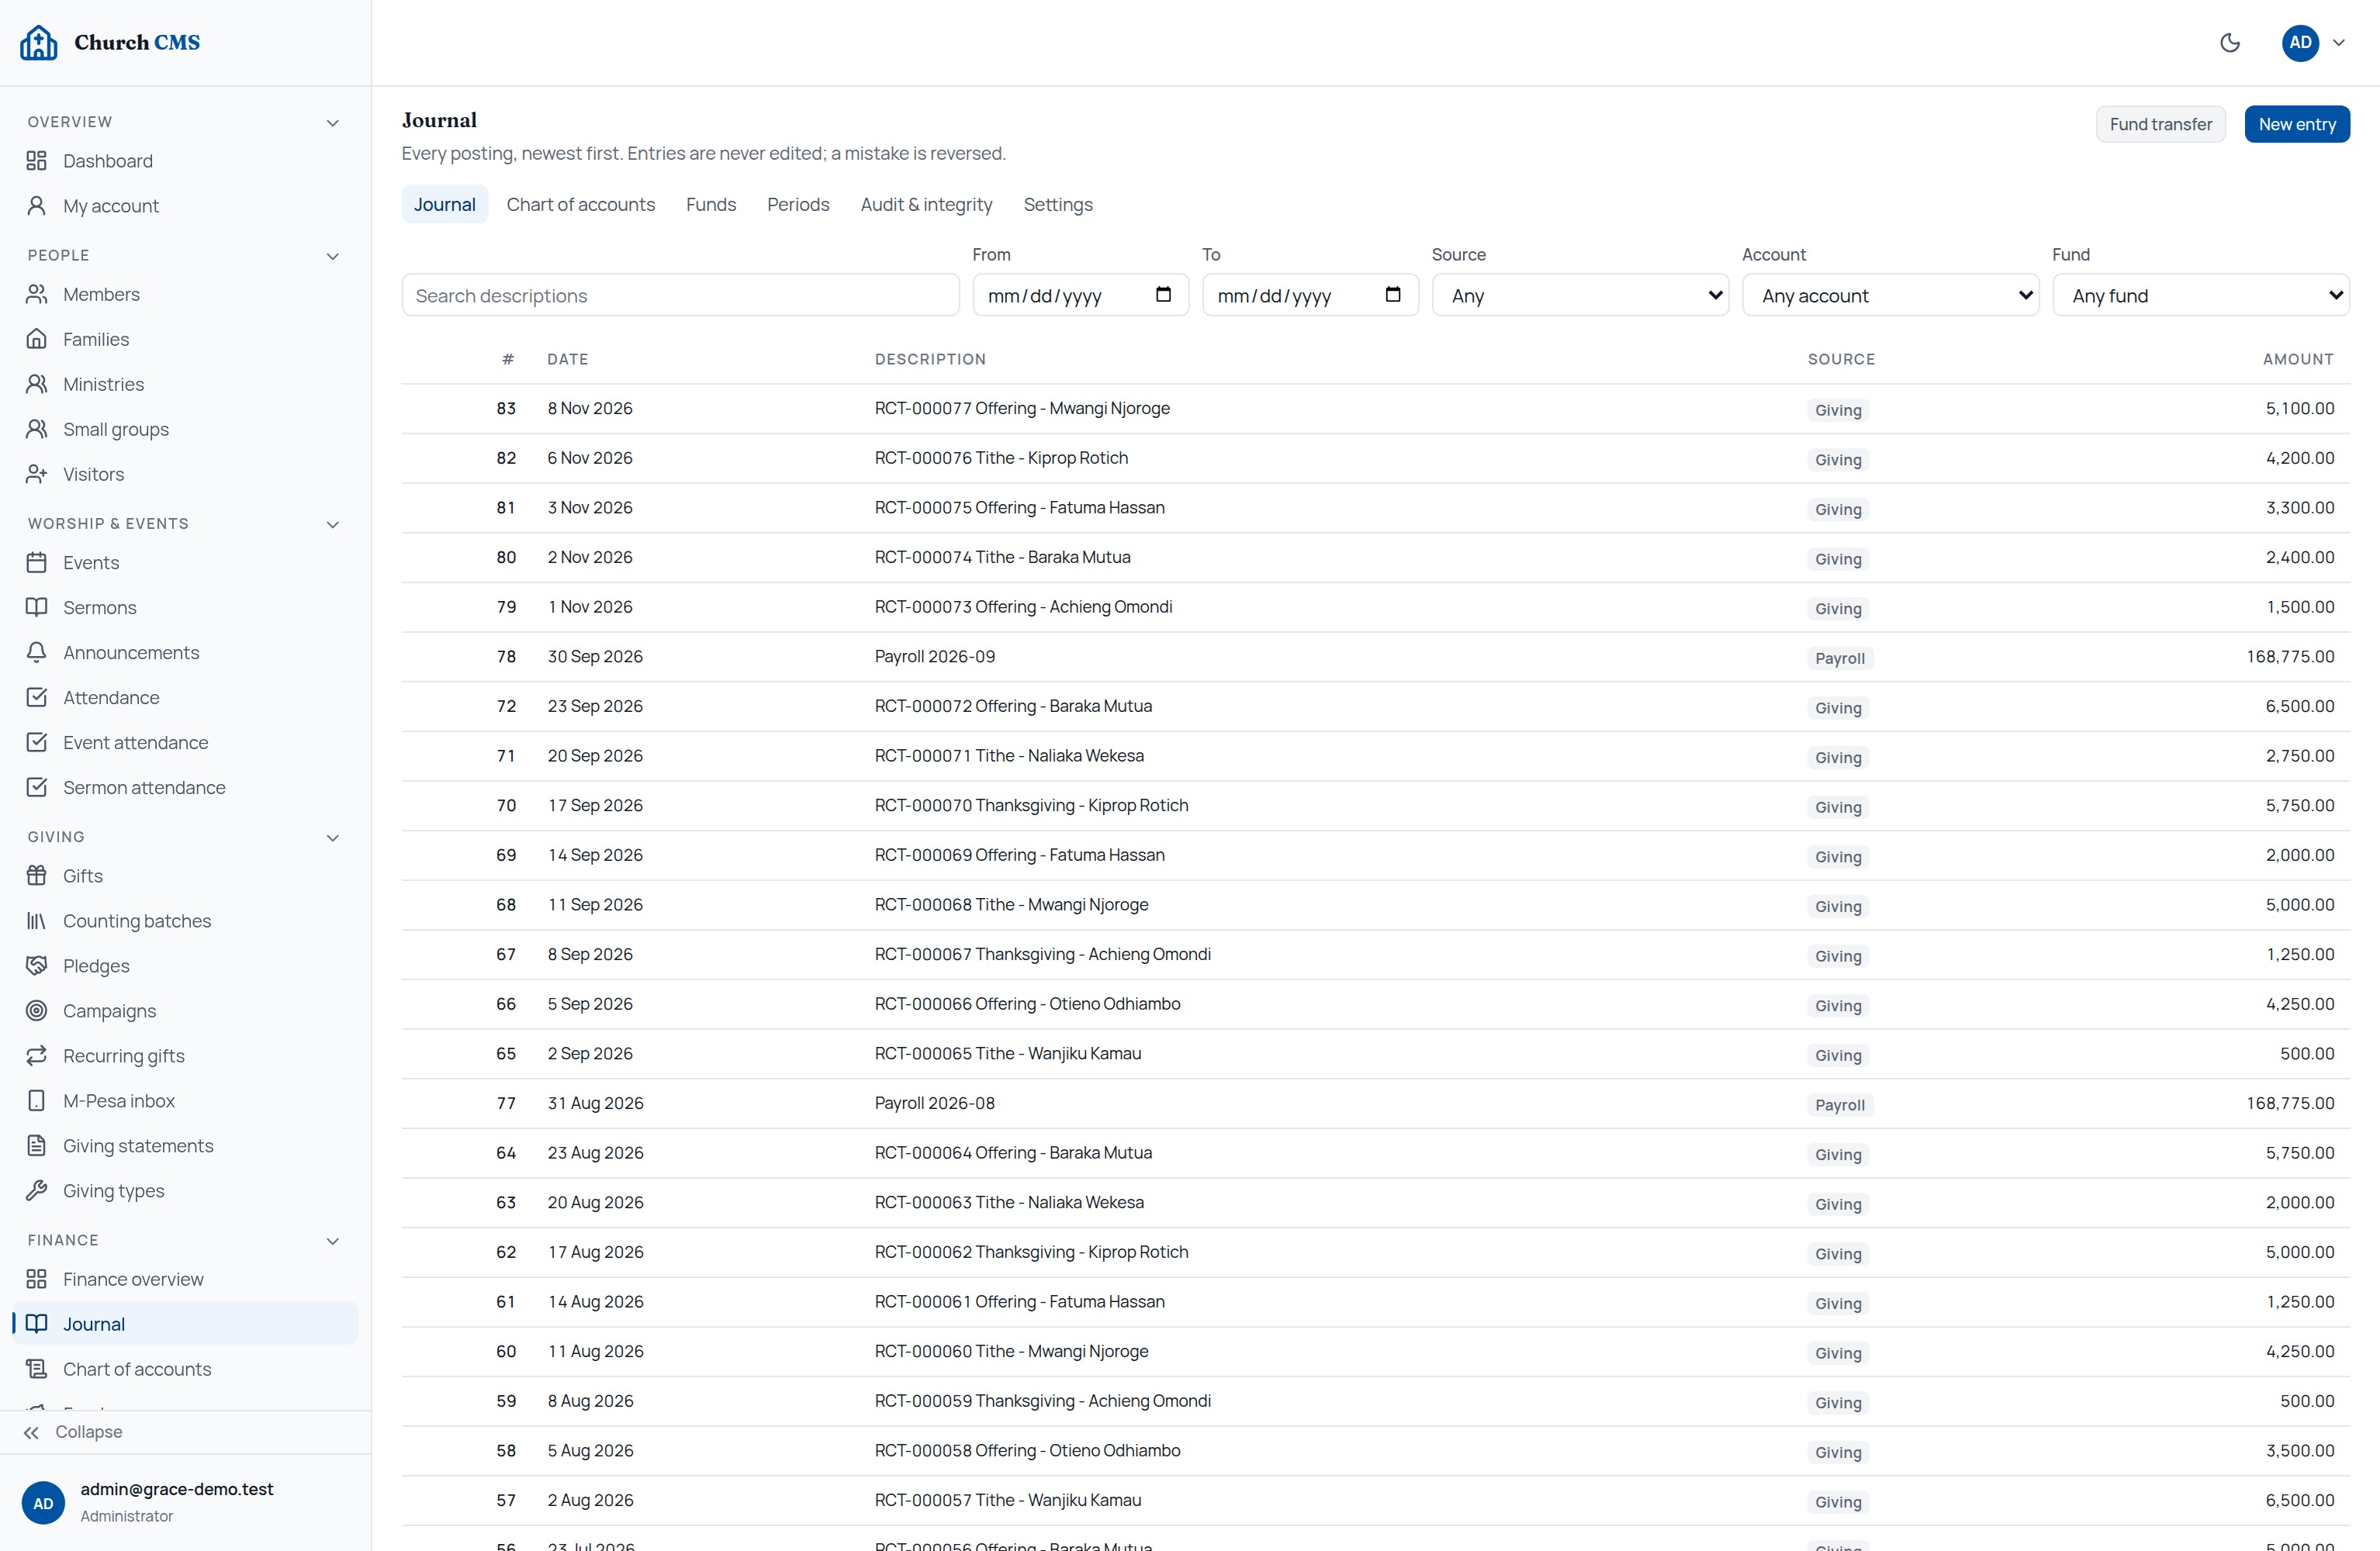 Church CMS
AD
OVERVIEW
Dashboard
My account
PEOPLE
Members
Families
Ministries
Small groups
Visitors
WORSHIP & EVENTS
Events
Sermons
Announcements
Attendance
Event attendance
Sermon attendance
GIVING
Gifts
Counting batches
Pledges
Campaigns
Recurring gifts
M-Pesa inbox
Giving statements
Giving types
FINANCE
Finance overview
Journal
Chart of accounts
Collapse
AD admin@grace-demo.test
Administrator
Journal
Every posting, newest first. Entries are never edited; a mistake is reversed.
Fund transfer New entry
Journal Chart of accounts Funds Periods Audit & integrity Settings
From To Source Account Fund
Search descriptions mm/dd/yyyy mm/dd/yyyy Any Any account Any fund
# DATE DESCRIPTION SOURCE AMOUNT
83 8 Nov 2026 RCT-000077 Offering - Mwangi Njoroge Giving 5,100.00
82 6 Nov 2026 RCT-000076 Tithe - Kiprop Rotich Giving 4,200.00
81 3 Nov 2026 RCT-000075 Offering - Fatuma Hassan Giving 3,300.00
80 2 Nov 2026 RCT-000074 Tithe - Baraka Mutua Giving 2,400.00
79 1 Nov 2026 RCT-000073 Offering - Achieng Omondi Giving 1,500.00
78 30 Sep 2026 Payroll 2026-09 Payroll 168,775.00
72 23 Sep 2026 RCT-000072 Offering - Baraka Mutua Giving 6,500.00
71 20 Sep 2026 RCT-000071 Tithe - Naliaka Wekesa Giving 2,750.00
70 17 Sep 2026 RCT-000070 Thanksgiving - Kiprop Rotich Giving 5,750.00
69 14 Sep 2026 RCT-000069 Offering - Fatuma Hassan Giving 2,000.00
68 11 Sep 2026 RCT-000068 Tithe - Mwangi Njoroge Giving 5,000.00
67 8 Sep 2026 RCT-000067 Thanksgiving - Achieng Omondi Giving 1,250.00
66 5 Sep 2026 RCT-000066 Offering - Otieno Odhiambo Giving 4,250.00
65 2 Sep 2026 RCT-000065 Tithe - Wanjiku Kamau Giving 500.00
77 31 Aug 2026 Payroll 2026-08 Payroll 168,775.00
64 23 Aug 2026 RCT-000064 Offering - Baraka Mutua Giving 5,750.00
63 20 Aug 2026 RCT-000063 Tithe - Naliaka Wekesa Giving 2,000.00
62 17 Aug 2026 RCT-000062 Thanksgiving - Kiprop Rotich Giving 5,000.00
61 14 Aug 2026 RCT-000061 Offering - Fatuma Hassan Giving 1,250.00
60 11 Aug 2026 RCT-000060 Tithe - Mwangi Njoroge Giving 4,250.00
59 8 Aug 2026 RCT-000059 Thanksgiving - Achieng Omondi Giving 500.00
58 5 Aug 2026 RCT-000058 Offering - Otieno Odhiambo Giving 3,500.00
57 2 Aug 2026 RCT-000057 Tithe - Wanjiku Kamau Giving 6,500.00
56 23 Jul 2026 RCT-000056 Offering - Baraka Mutua Giving 5,000.00